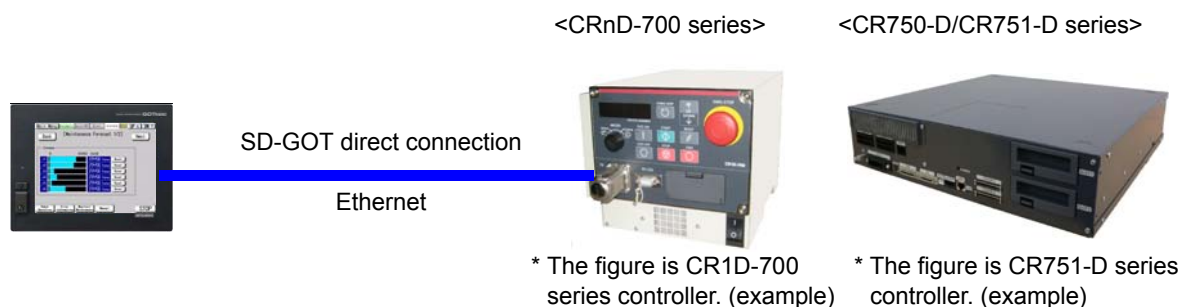 <CRnD-700 series>
<CR750-D/CR751-D series>
SD-GOT direct connection
Ethernet
* The figure is CR1D-700
series controller. (example)
* The figure is CR751-D series
controller. (example)